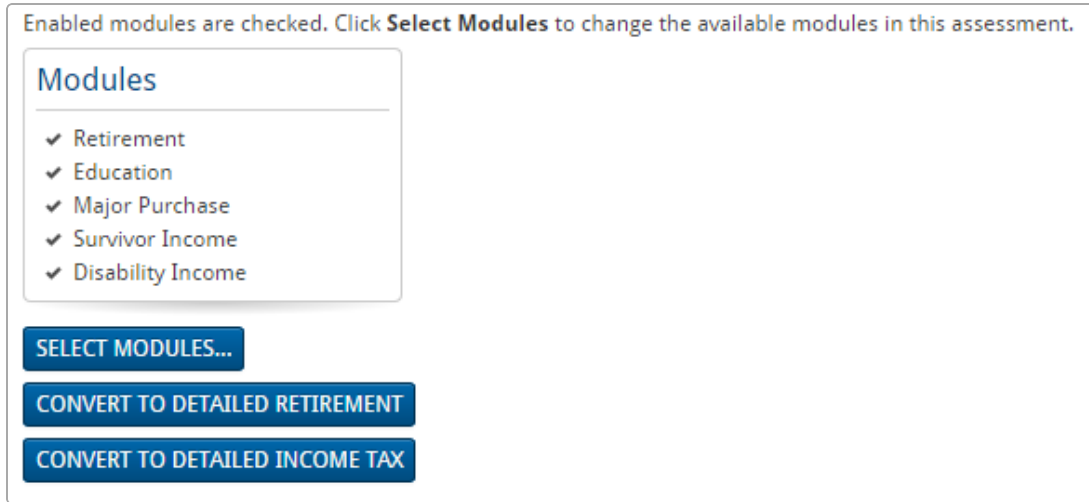 Enabled modules are checked. Click Select Modules to change the available modules in this assessment.
Modules
Retirement
Education
Major Purchase
Survivor Income
Disability Income
SELECT MODULES...
CONVERT TO DETAILED RETIREMENT
CONVERT TO DETAILED INCOME TAX